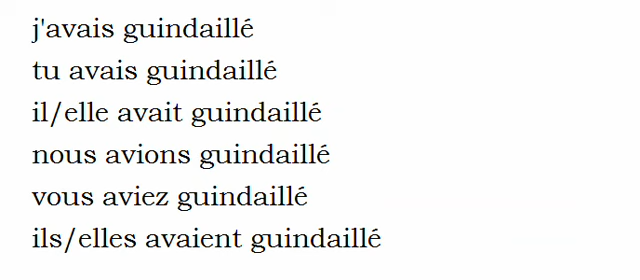 j'avais guindaillé
tu avais guindaillé
il/elle avait guindaillé
nous avions guindaillé
vous aviez guindaillé
ils/elles avaient guindaillé